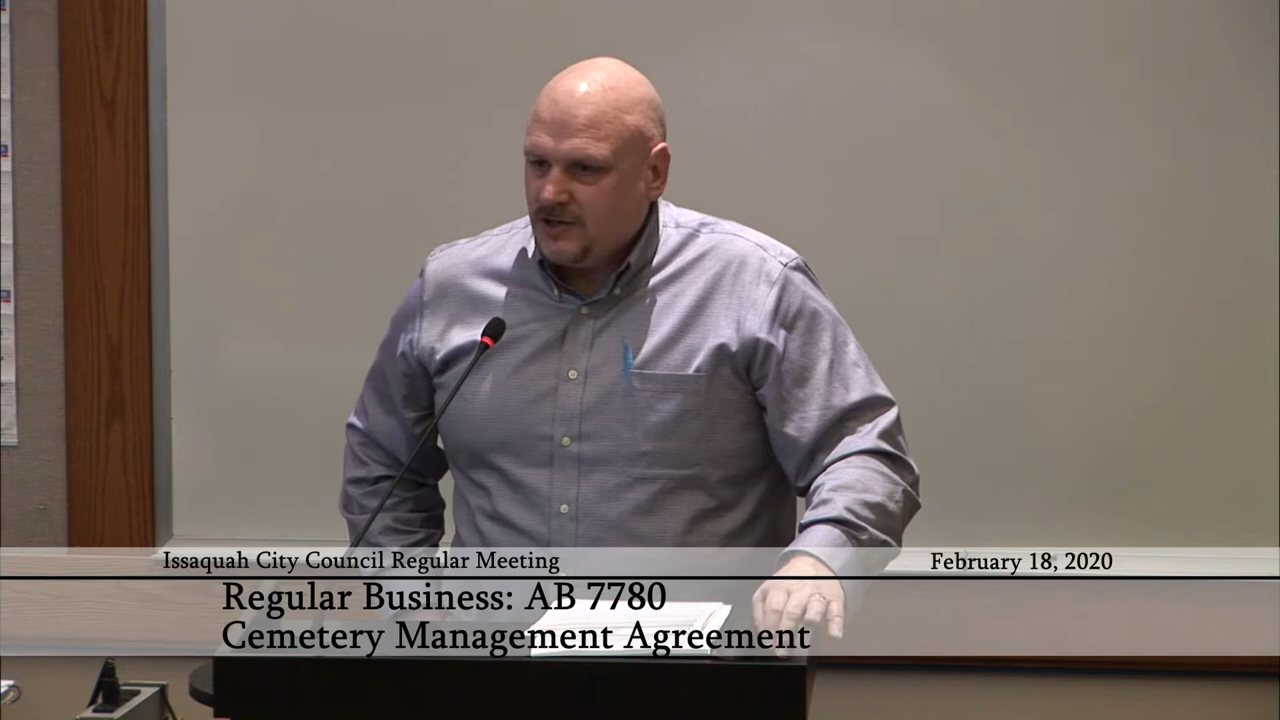 Issaquah City Council Regular Meeting
February 18, 2020
Regular Business: AB 7780
Cemetery Management Agreement